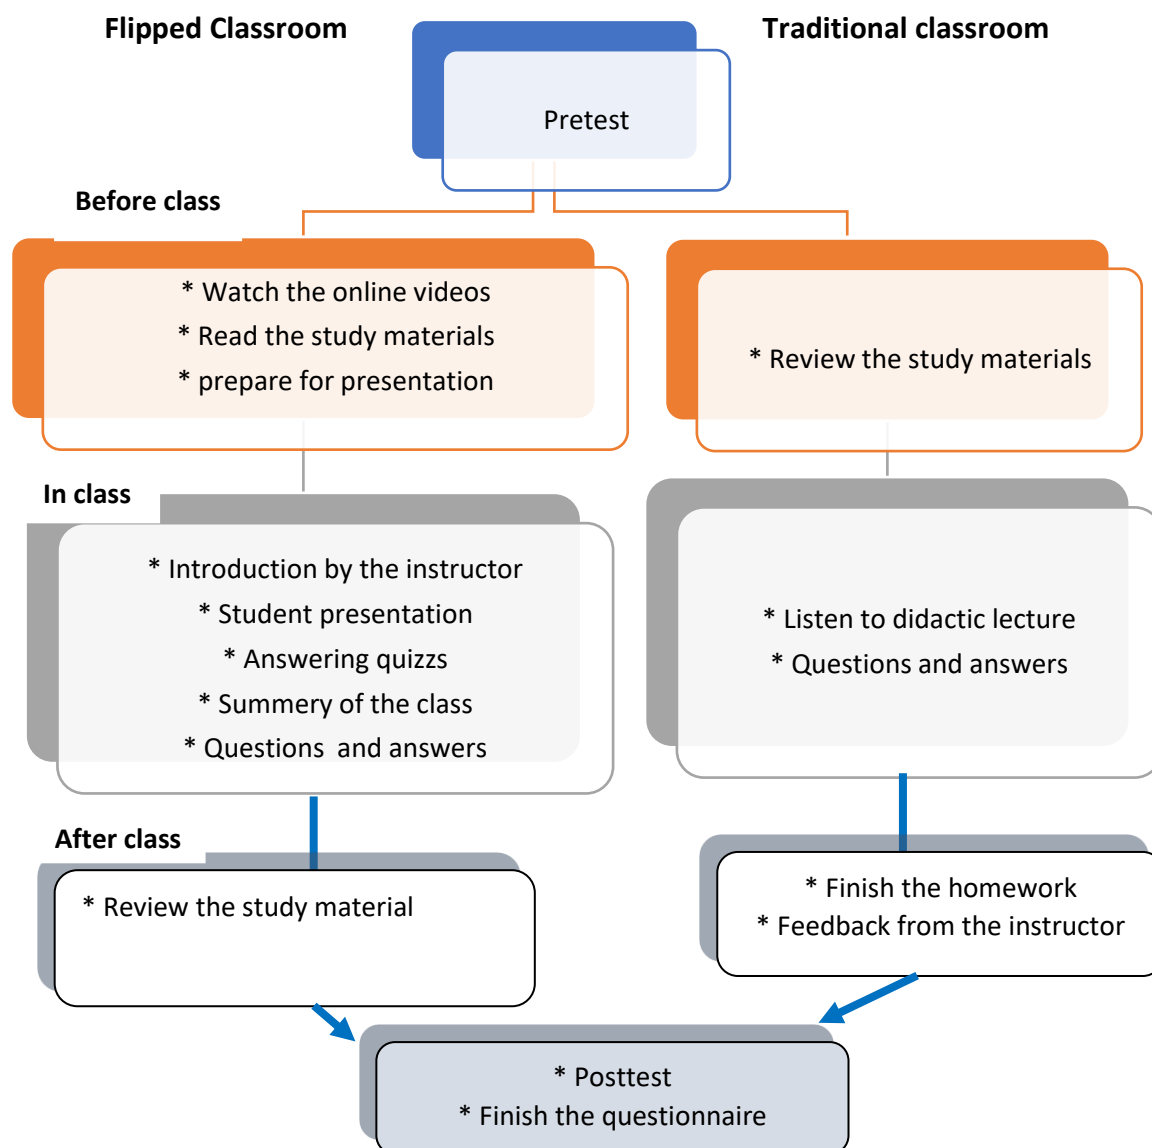 Flipped Classroom
Traditional classroom
Pretest
Before class
* Watch the online videos
* Read the study materials
* prepare for presentation
* Review the study materials
In class
* Introduction by the instructor
* Student presentation
* Answering quizzs
* Summery of the class
* Questions  and answers
* Listen to didactic lecture
* Questions and answers
After class
* Review the study material
* Finish the homework
* Feedback from the instructor
* Posttest
* Finish the questionnaire